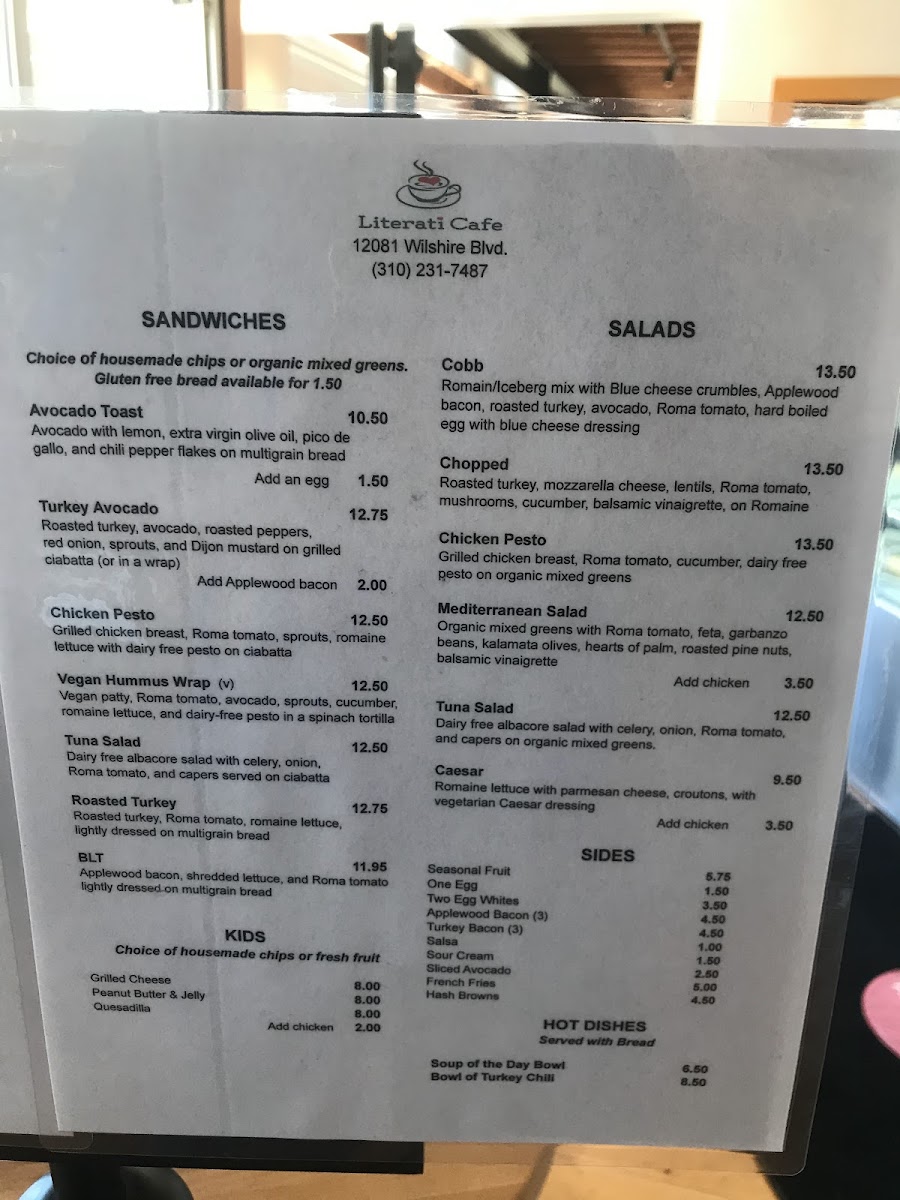 Literati Cafe
12081 Wilshire Blvd.
(310) 231-7487
SANDWICHES
Choice of housemade chips or organic mixed greens.
Gluten free bread available for 1.50
Avocado Toast 10.50
Avocado with lemon, extra virgin olive oil, pico de
gallo, and chili pepper flakes on multigrain bread
Add an egg 1.50
Turkey Avocado 12.75
Roasted turkey, avocado, roasted peppers,
red onion, sprouts, and Dijon mustard on grilled
ciabatta (or in a wrap)
Add Applewood bacon 2.00
Chicken Pesto 12.50
Grilled chicken breast, Roma tomato, sprouts, romaine
lettuce with dairy free pesto on ciabatta
Vegan Hummus Wrap (v) 12.50
Vegan patty, Roma tomato, avocado, sprouts, cucumber,
romaine lettuce, and dairy-free pesto in a spinach tortilla
Tuna Salad 12.50
Dairy free albacore salad with celery, onion,
Roma tomato, and capers served on ciabatta
Roasted Turkey 12.75
Roasted turkey, Roma tomato, romaine lettuce,
lightly dressed on multigrain bread
BLT 11.95
Applewood bacon, shredded lettuce, and Roma tomato
lightly dressed on multigrain bread
KIDS
Choice of housemade chips or fresh fruit
Grilled Cheese 8.00
Peanut Butter & Jelly 8.00
Quesadilla 8.00
Add chicken 2.00
SALADS
Cobb 13.50
Romain/Iceberg mix with Blue cheese crumbles, Applewood
bacon, roasted turkey, avocado, Roma tomato, hard boiled
egg with blue cheese dressing
Chopped 13.50
Roasted turkey, mozzarella cheese, lentils, Roma tomato,
mushrooms, cucumber, balsamic vinaigrette, on Romaine
Chicken Pesto 13.50
Grilled chicken breast, Roma tomato, cucumber, dairy free
pesto on organic mixed greens
Mediterranean Salad 12.50
Organic mixed greens with Roma tomato, feta, garbanzo
beans, kalamata olives, hearts of palm, roasted pine nuts,
balsamic vinaigrette
Add chicken 3.50
Tuna Salad 12.50
Dairy free albacore salad with celery, onion, Roma tomato,
and capers on organic mixed greens.
Caesar 9.50
Romaine lettuce with parmesan cheese, croutons, with
vegetarian Caesar dressing
Add chicken 3.50
SIDES
Seasonal Fruit 5.75
One Egg 1.50
Two Egg Whites 3.50
Applewood Bacon (3) 4.50
Turkey Bacon (3) 4.50
Salsa 1.00
Sour Cream 1.50
Sliced Avocado 2.50
French Fries 5.00
Hash Browns 4.50
HOT DISHES
Served with Bread
Soup of the Day Bowl 6.50
Bowl of Turkey Chili 8.50